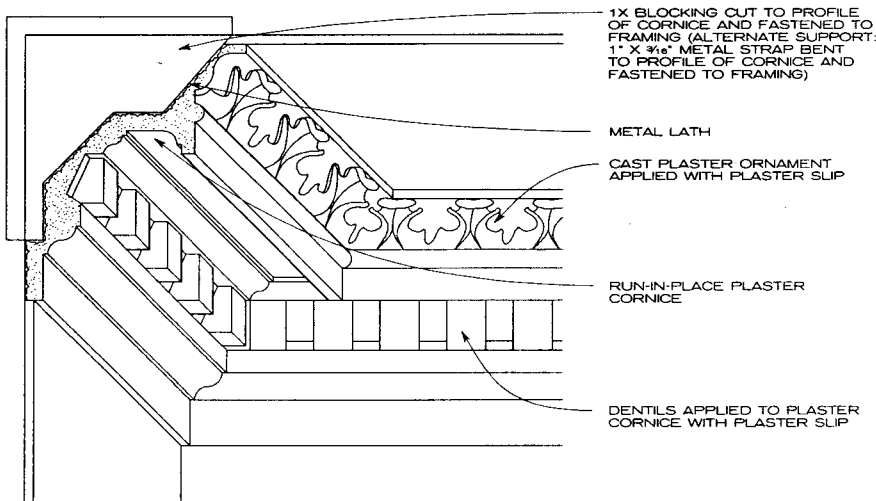 1X BLOCKING CUT TO PROFILE
OF CORNICE AND FASTENED TO
FRAMING (ALTERNATE SUPPORT:
1" X 3/16" METAL STRAP BENT
TO PROFILE OF CORNICE AND
FASTENED TO FRAMING)
METAL LATH
CAST PLASTER ORNAMENT
APPLIED WITH PLASTER SLIP
RUN-IN-PLACE PLASTER
CORNICE
DENTILS APPLIED TO PLASTER
CORNICE WITH PLASTER SLIP